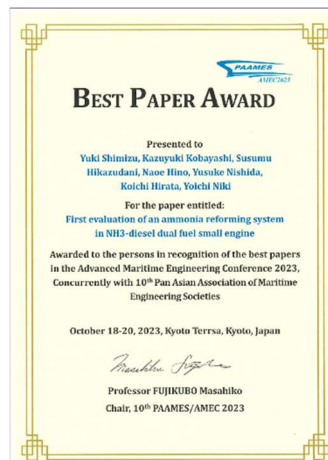 PAAMES
AMEC2023
BEST PAPER AWARD
Presented to
Yuki Shimizu, Kazuyuki Kobayashi, Susumu
Hikazudani, Naoe Hino, Yusuke Nishida,
Koichi Hirata, Yoichi Niki
For the paper entitled:
First evaluation of an ammonia reforming system
in NH3-diesel dual fuel small engine
Awarded to the persons in recognition of the best papers
in the Advanced Maritime Engineering Conference 2023,
Concurrently with 10th Pan Asian Association of Maritime
Engineering Societies
October 18-20, 2023, Kyoto Terrsa, Kyoto, Japan
Professor FUJIKUBO Masahiko
Chair, 10th PAAMES/AMEC 2023